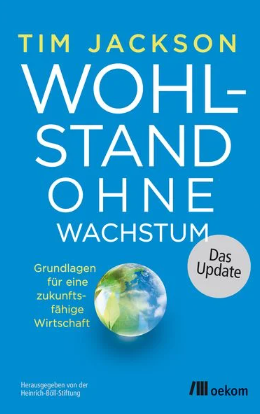 TIM JACKSON
WOHL-
STAND
OHNE
WACHSTUM
Das
Update
Grundlagen
für eine
zukunfts-
fähige
Wirtschaft
Herausgegeben von der
Heinrich-Böll-Stiftung
oekom